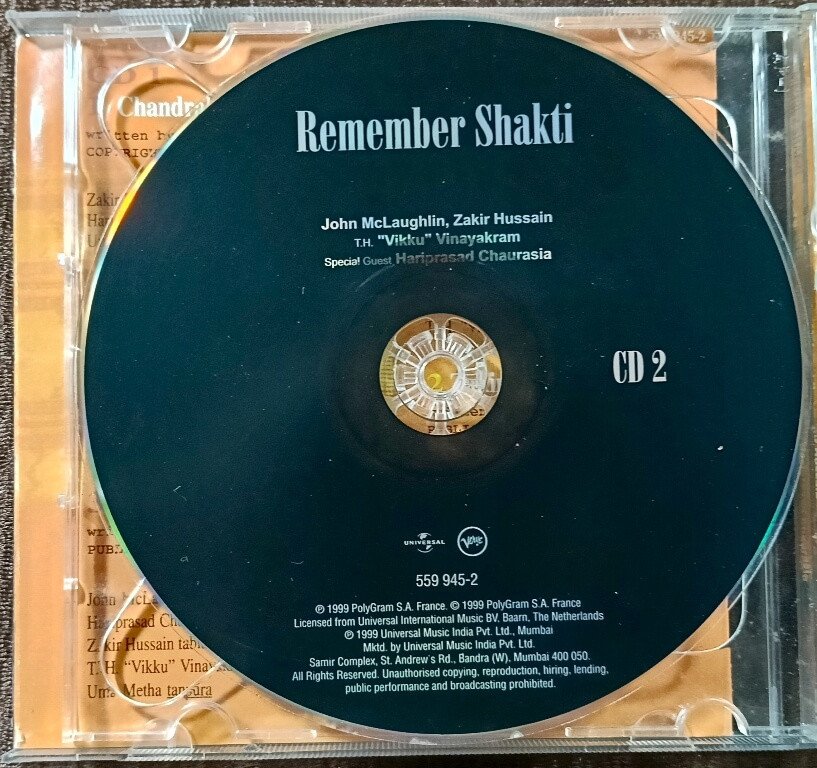 Remember Shakti
John McLaughlin, Zakir Hussain
T.H. "Vikku" Vinayakram
Special Guest Hariprasad Chaurasia
CD 2
UNIVERSAL
Verve
559 945-2
℗ 1999 PolyGram S.A. France. © 1999 PolyGram S.A. France
Licensed from Universal International Music BV, Baarn, The Netherlands
℗ 1999 Universal Music India Pvt. Ltd., Mumbai
Mktd. by Universal Music India Pvt. Ltd.
Samir Complex, St. Andrew's Rd., Bandra (W), Mumbai 400 050.
All Rights Reserved. Unauthorised copying, reproduction, hiring, lending,
public performance and broadcasting prohibited.
written
Zakir
John
Zakir Hussain
T. H. "Vikku"
Uma Metha tanpura